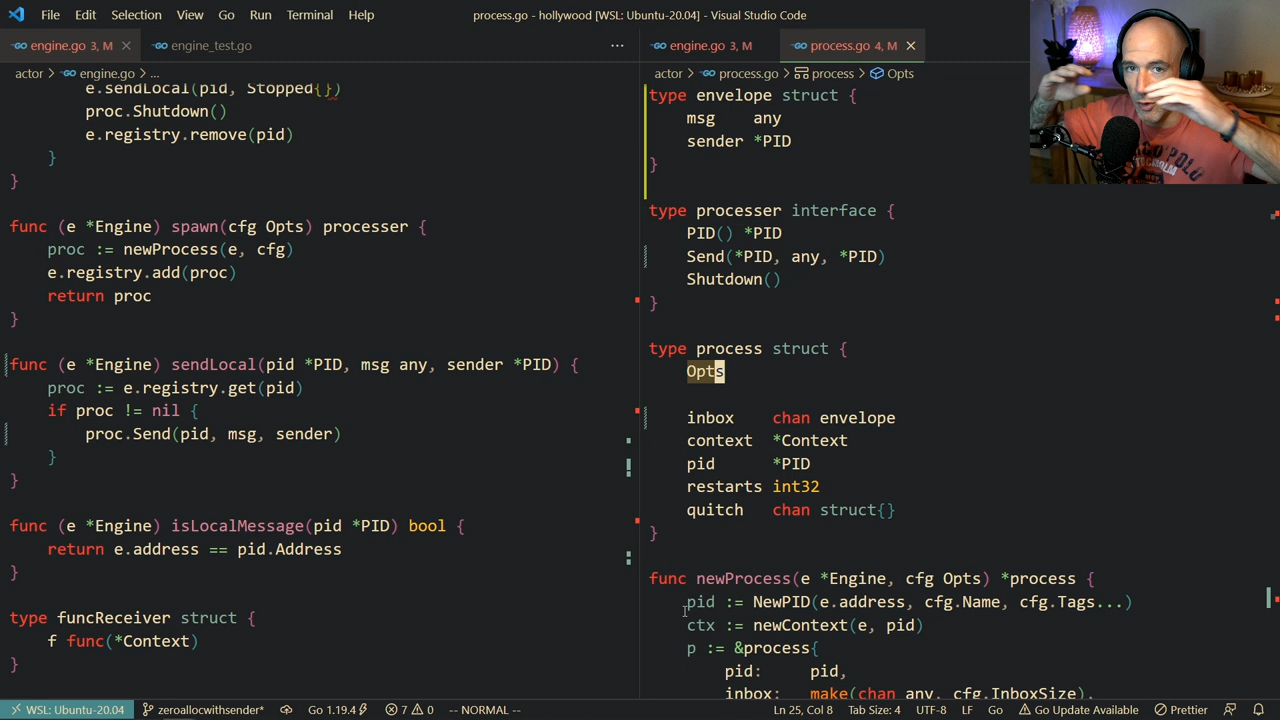 File Edit Selection View Go Run Terminal Help
process.go - hollywood [WSL: Ubuntu-20.04] - Visual Studio Code
engine.go 3, M
engine_test.go
actor > engine.go > ...
e.sendLocal(pid, Stopped{})
proc.Shutdown()
e.registry.remove(pid)
}
}
func (e *Engine) spawn(cfg Opts) processer {
proc := newProcess(e, cfg)
e.registry.add(proc)
return proc
}
func (e *Engine) sendLocal(pid *PID, msg any, sender *PID) {
proc := e.registry.get(pid)
if proc != nil {
proc.Send(pid, msg, sender)
}
}
func (e *Engine) isLocalMessage(pid *PID) bool {
return e.address == pid.Address
}
type funcReceiver struct {
f func(*Context)
}
engine.go 3, M
process.go 4, M
actor > process.go > process > Opts
type envelope struct {
msg any
sender *PID
}
type processer interface {
PID() *PID
Send(*PID, any, *PID)
Shutdown()
}
type process struct {
Opts
inbox chan envelope
context *Context
pid *PID
restarts int32
quitch chan struct{}
}
func newProcess(e *Engine, cfg Opts) *process {
pid := NewPID(e.address, cfg.Name, cfg.Tags...)
ctx := newContext(e, pid)
p := &process{
pid: pid,
inbox: make(chan any, cfg.InboxSize),
WSL: Ubuntu-20.04 zeroallocwithsender* Go 1.19.4 7 0 -- NORMAL -- Ln 25, Col 8 Tab Size: 4 UTF-8 LF Go Go Update Available Prettier